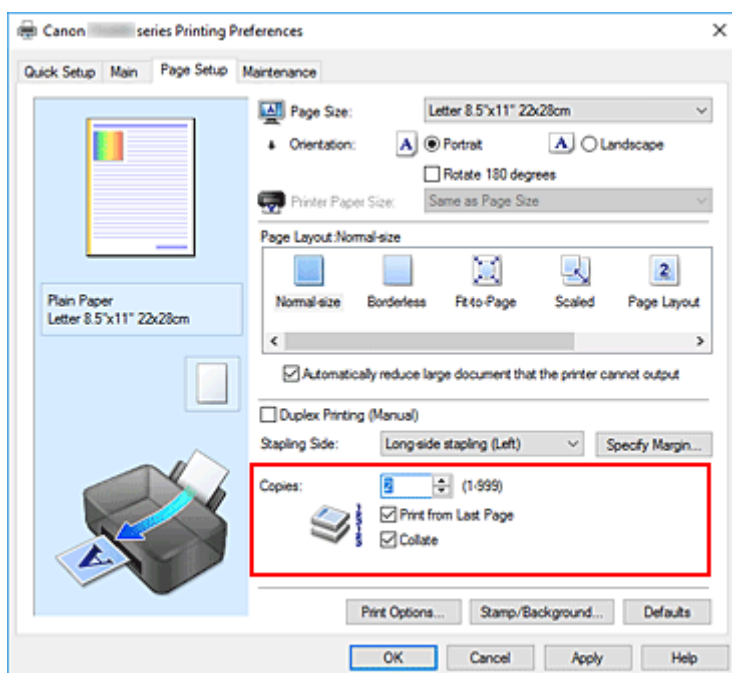 Canon series Printing Preferences
Quick Setup Main Page Setup Maintenance
Page Size: Letter 8.5"x11" 22x28cm
Orientation: A Portrait A Landscape
Rotate 180 degrees
Printer Paper Size: Same as Page Size
Page Layout:Normal-size
2
Normal-size Borderless Fit-to-Page Scaled Page Layout
Plain Paper
Letter 8.5"x11" 22x28cm
Automatically reduce large document that the printer cannot output
Duplex Printing (Manual)
Stapling Side: Long-side stapling (Left) Specify Margin...
Copies: 2 (1-999)
Print from Last Page
Collate
A
Print Options... Stamp/Background... Defaults
OK Cancel Apply Help